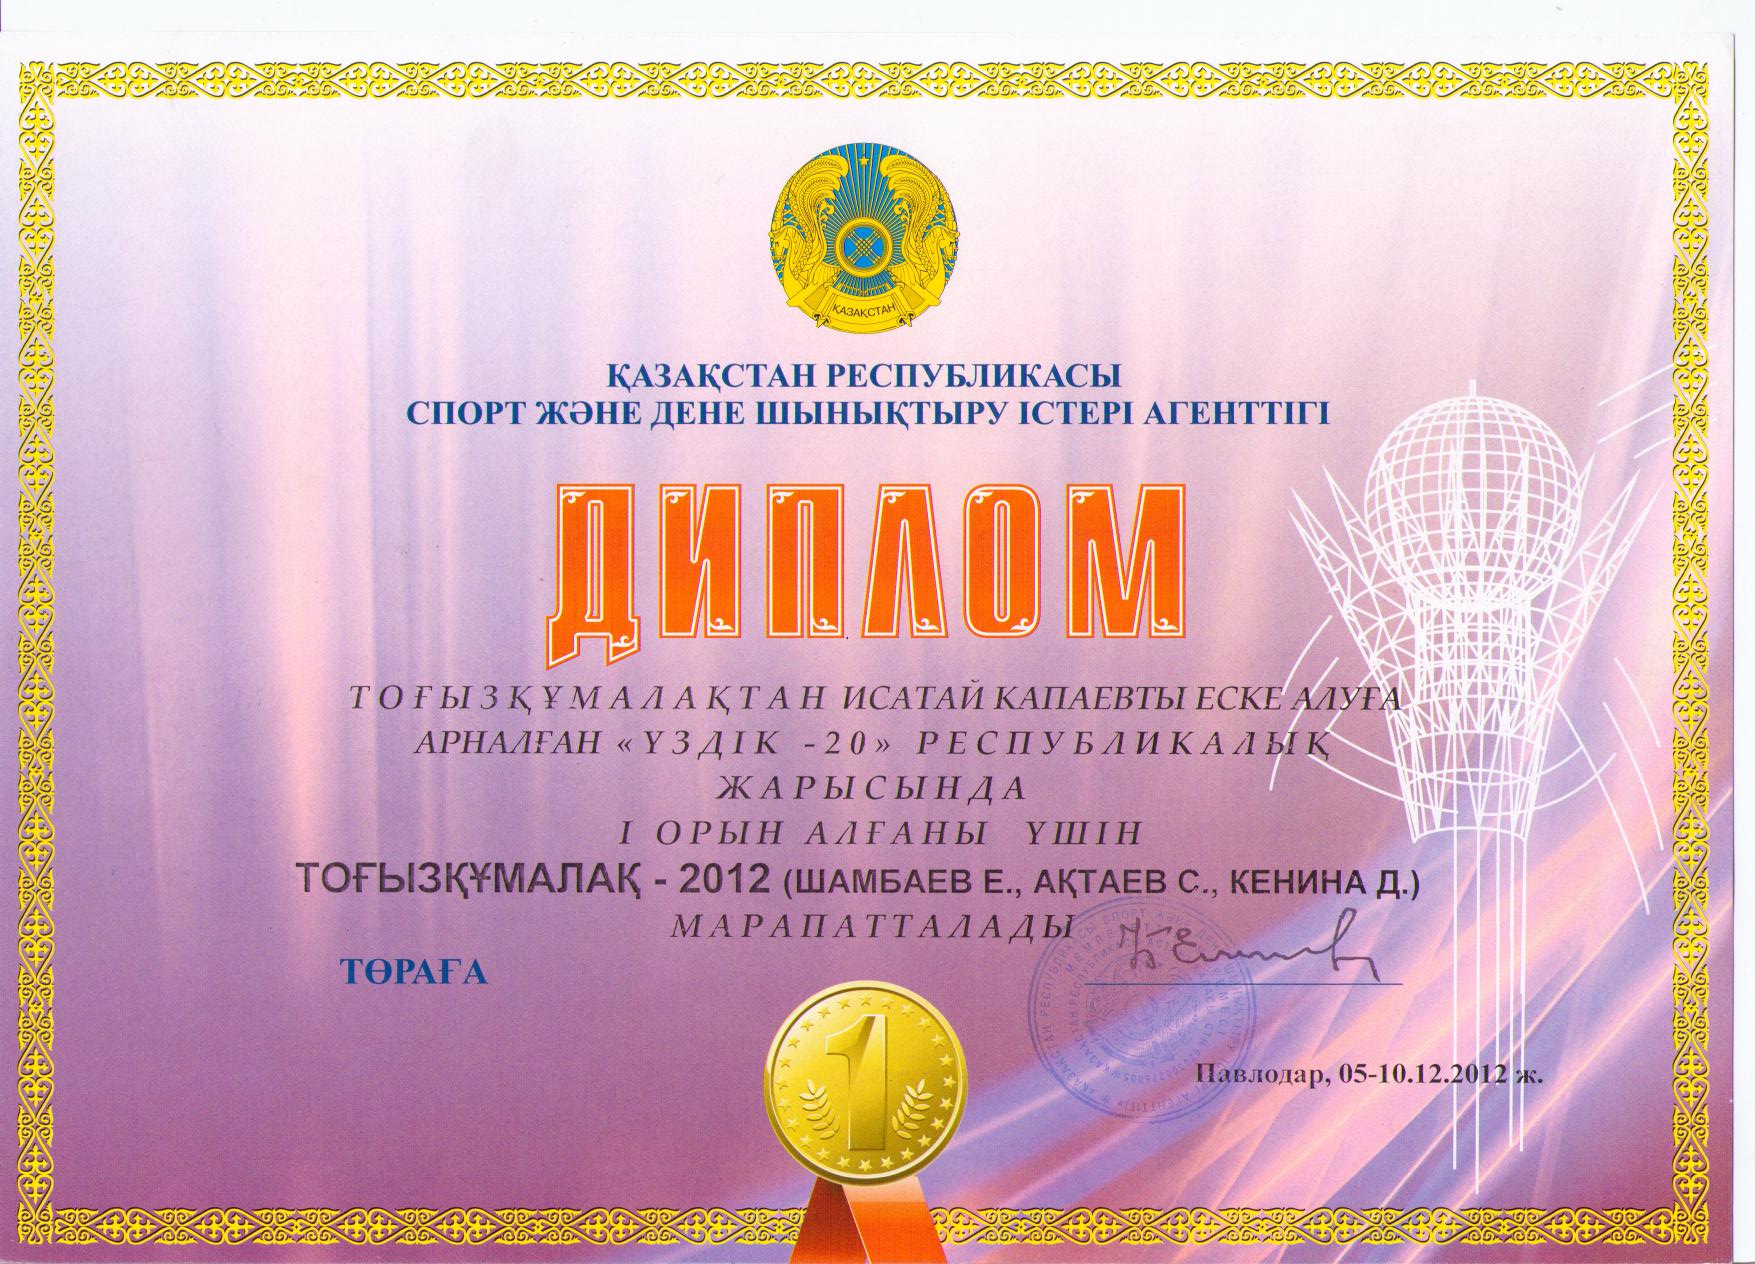 ҚАЗАҚСТАН
ҚАЗАҚСТАН РЕСПУБЛИКАСЫ
СПОРТ ЖӘНЕ ДЕНЕ ШЫНЫҚТЫРУ ІСТЕРІ АГЕНТТІГІ
ДИПЛОМ
ТОҒЫЗҚҰМАЛАҚТАН ИСАТАЙ КАПАЕВТЫ ЕСКЕ АЛУҒА
АРНАЛҒАН «ҮЗДІК -20» РЕСПУБЛИКАЛЫҚ
ЖАРЫСЫНДА
І ОРЫН АЛҒАНЫ ҮШІН
ТОҒЫЗҚҰМАЛАҚ - 2012 (ШАМБАЕВ Е., АҚТАЕВ С., КЕНИНА Д.)
МАРАПАТТАЛАДЫ
ТӨРАҒА
1
Павлодар, 05-10.12.2012 ж.